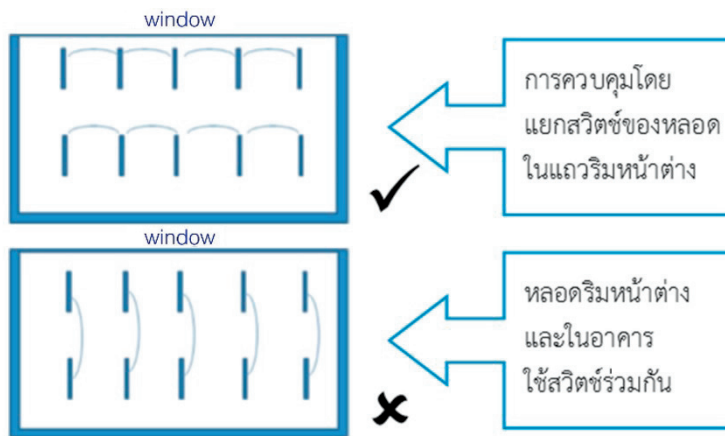 window
การควบคุมโดย
แยกสวิตช์ของหลอด
ในแถวริมหน้าต่าง
window
หลอดริมหน้าต่าง
และในอาคาร
ใช้สวิตช์ร่วมกัน